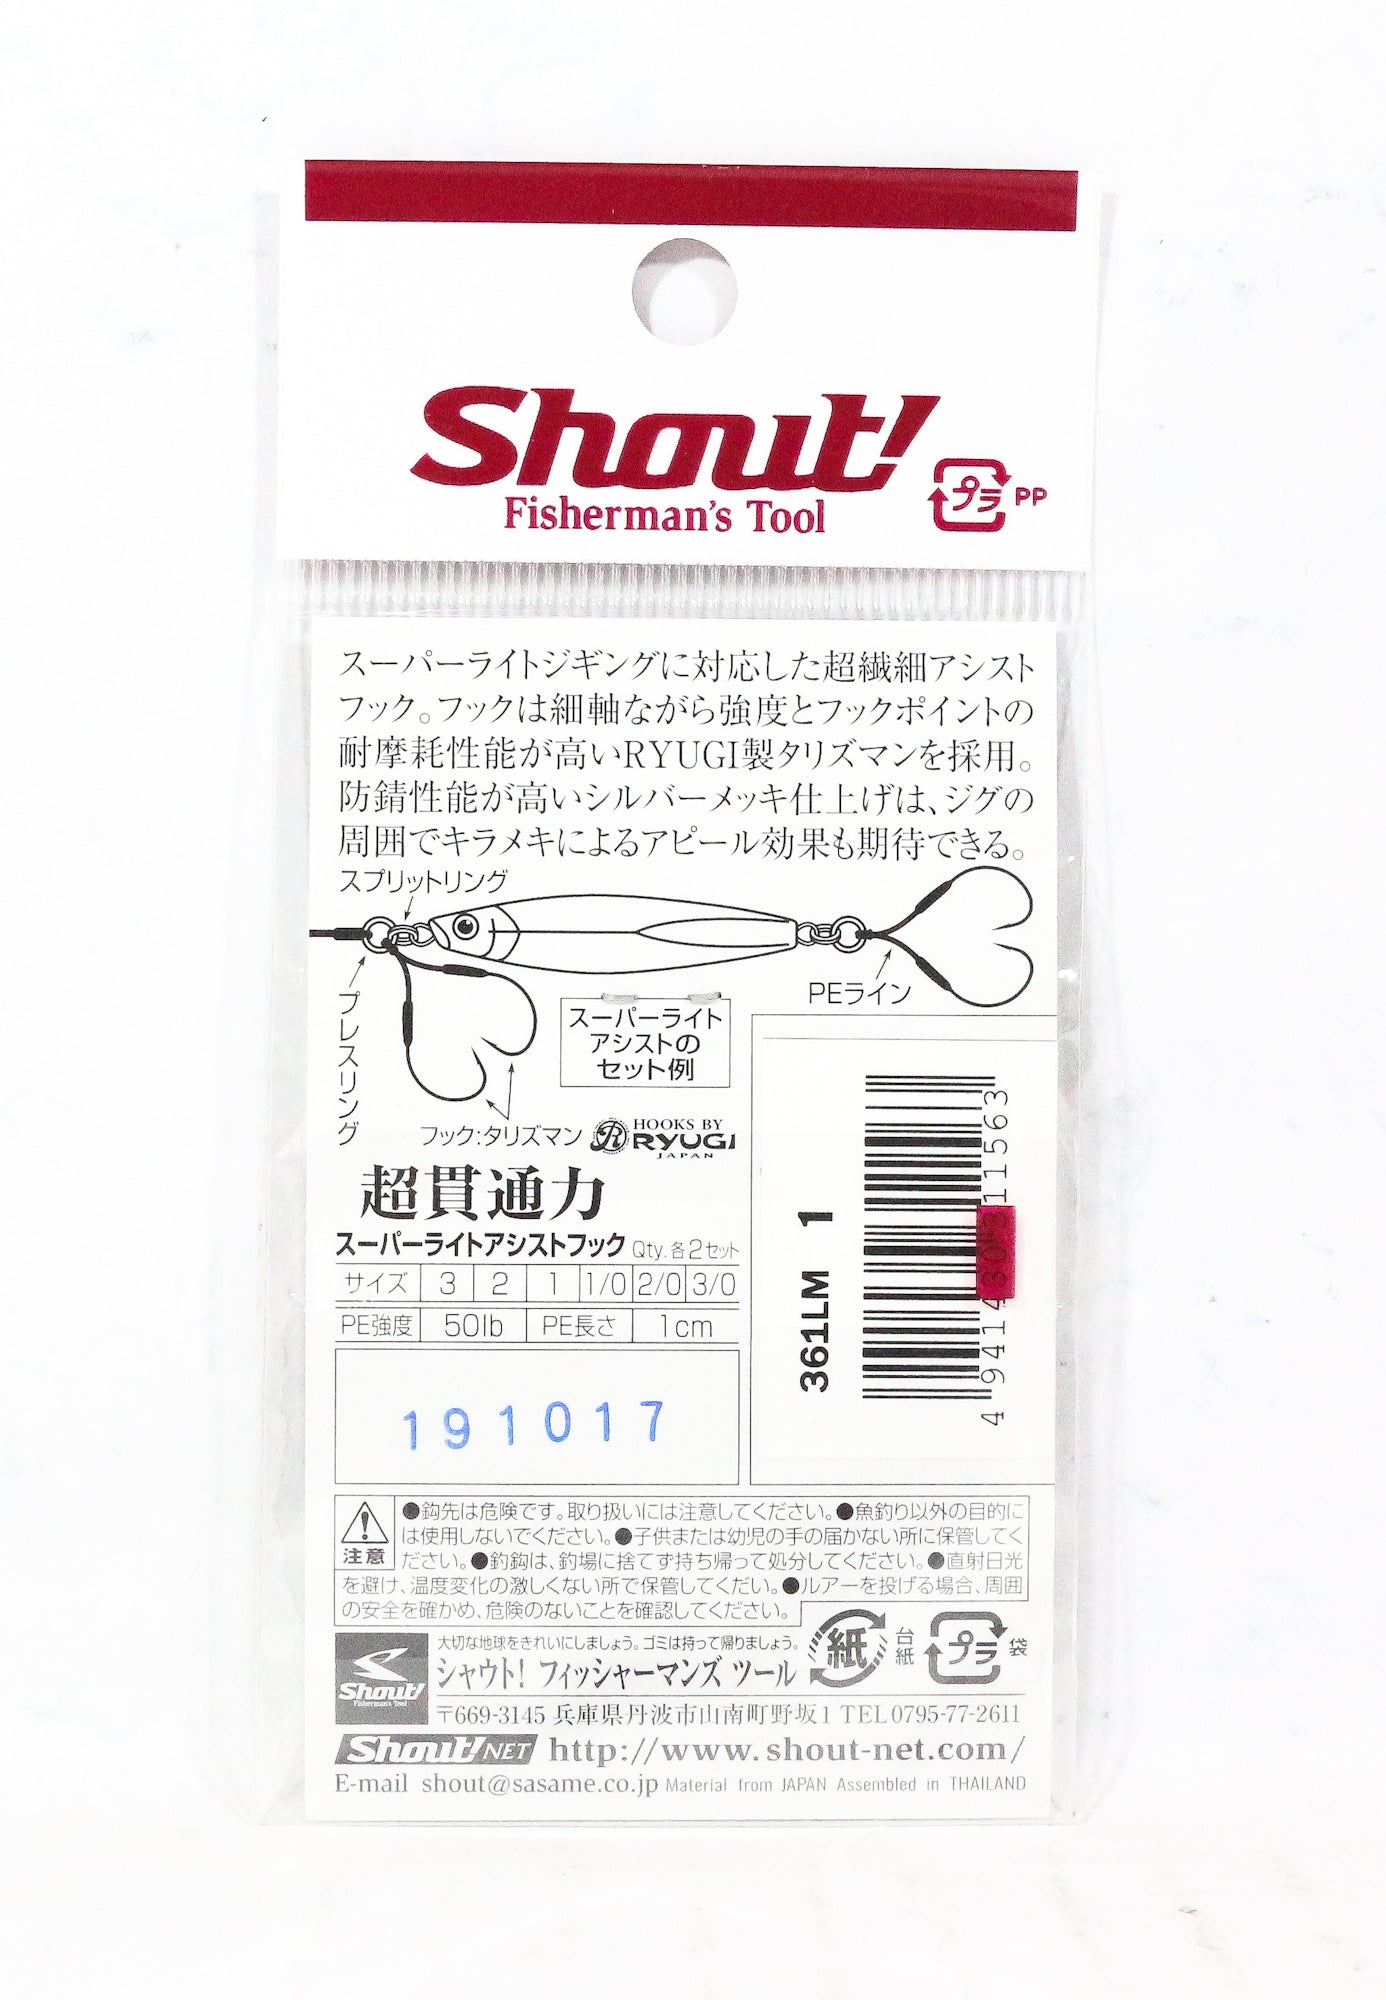 Shout!
Fisherman's Tool
プラ PP
スーパーライトジギングに対応した超繊細アシスト
フック。フックは細軸ながら強度とフックポイントの
耐摩耗性能が高いRYUGI製タリズマンを採用。
防錆性能が高いシルバーメッキ仕上げは、ジグの
周囲でキラメキによるアピール効果も期待できる。
スプリットリング
プレスリング
PEライン
スーパーライト
アシストの
セット例
フック:タリズマン
R HOOKS BY
RYUGI
JAPAN
超貫通力
スーパーライトアシストフック Qty.各2セット
サイズ 3 2 1 1/0 2/0 3/0
PE強度 50lb PE長さ 1cm
191017
361LM 1
4 941430 311563
注意
●鈎先は危険です。取り扱いには注意してください。●魚釣り以外の目的に
は使用しないでください。●子供または幼児の手の届かない所に保管してく
ださい。●釣鈎は、釣場に捨てず持ち帰って処分してください。●直射日光
を避け、温度変化の激しくない所で保管してくだい。●ルアーを投げる場合、周囲
の安全を確かめ、危険のないことを確認してください。
Shout!
Fisherman's Tool
大切な地球をきれいにしましょう。ゴミは持って帰りましょう。
シャウト! フィッシャーマンズ ツール
紙 台紙
プラ 袋
〒669-3145 兵庫県丹波市山南町野坂1 TEL0795-77-2611
Shout!NET http://www.shout-net.com/
E-mail shout@sasame.co.jp Material from JAPAN Assembled in THAILAND